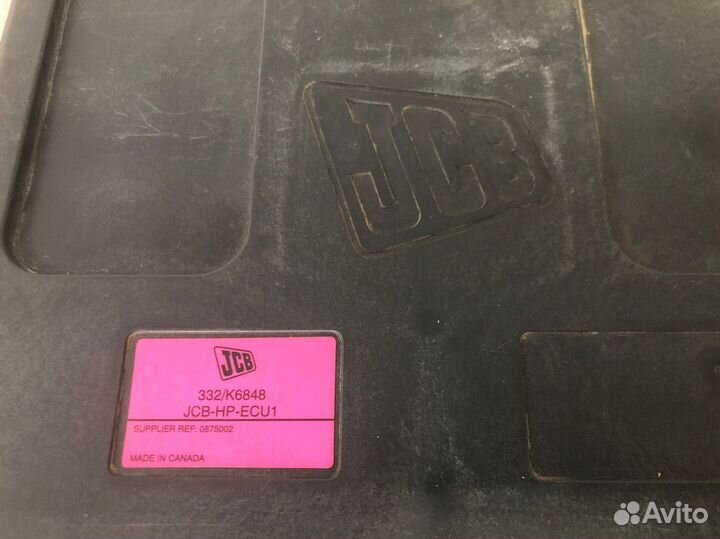 JCB
JCB
332/K6848
JCB-HP-ECU1
SUPPLIER REF: 0875002
MADE IN CANADA
Avito